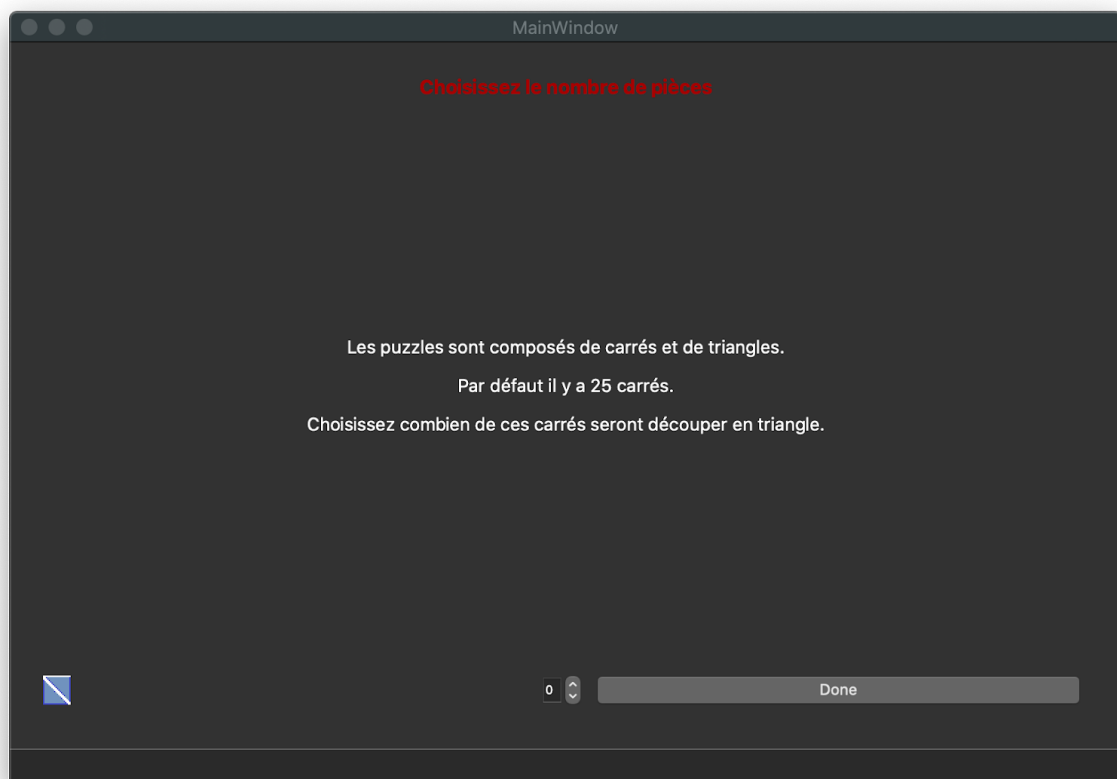 MainWindow
Choisissez le nombre de pièces
Les puzzles sont composés de carrés et de triangles.
Par défaut il y a 25 carrés.
Choisissez combien de ces carrés seront découper en triangle.
0 Done